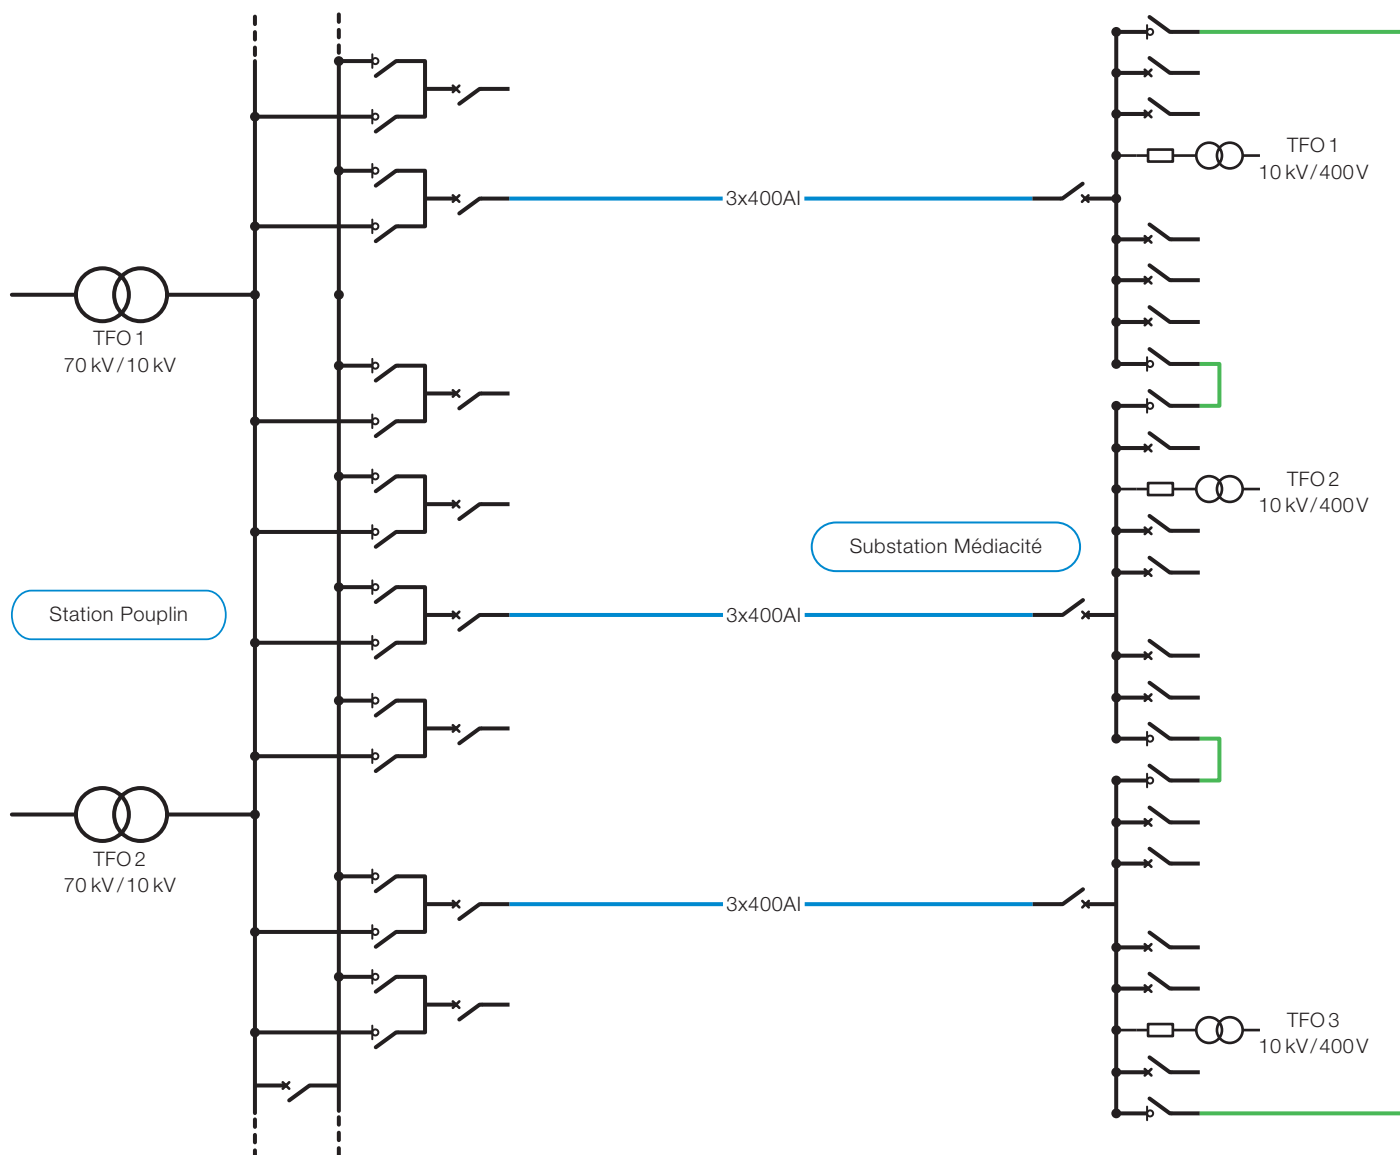 TFO 1
10 kV/400 V
3x400Al
TFO 1
70 kV/10 kV
TFO 2
10 kV/400 V
Substation Médiacité
Station Pouplin
3x400Al
TFO 2
70 kV/10 kV
3x400Al
TFO 3
10 kV/400 V